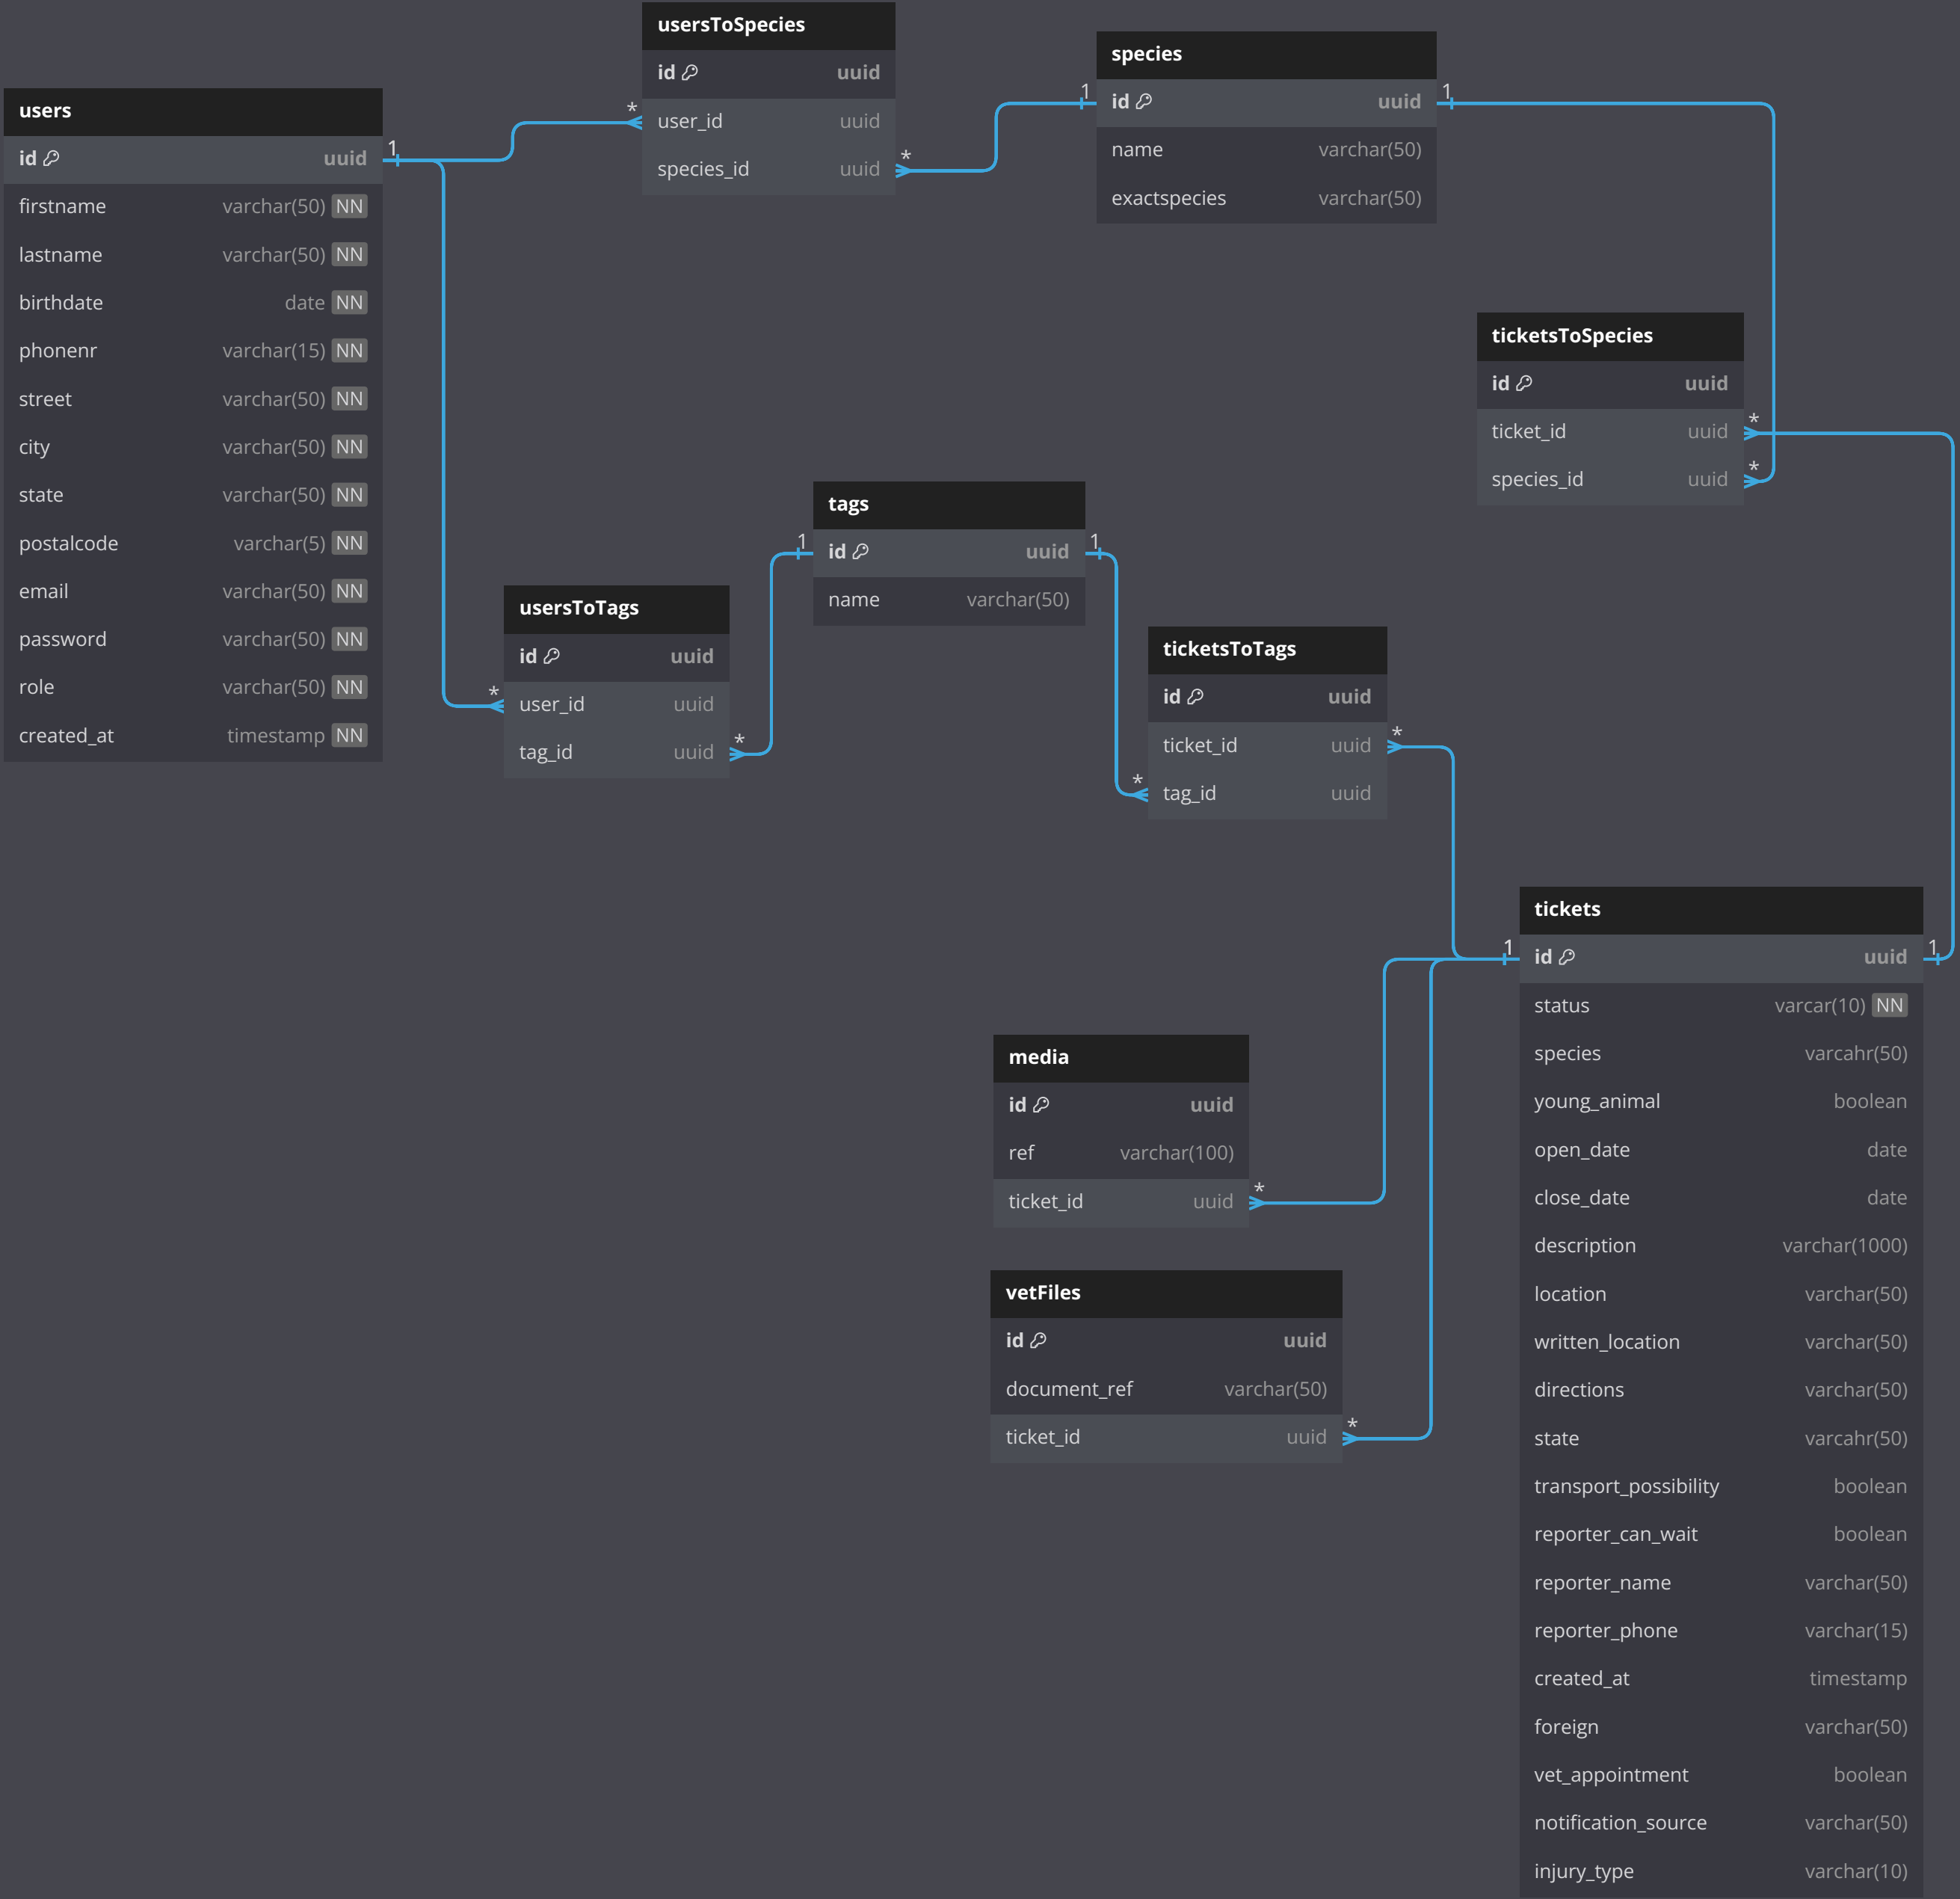 usersToSpecies
id uuid
user_id uuid
species_id uuid
species
id uuid
name varchar(50)
exactspecies varchar(50)
users
id uuid
firstname varchar(50) NN
lastname varchar(50) NN
birthdate date NN
phonenr varchar(15) NN
street varchar(50) NN
city varchar(50) NN
state varchar(50) NN
postalcode varchar(5) NN
email varchar(50) NN
password varchar(50) NN
role varchar(50) NN
created_at timestamp NN
1
*
*
1
1
ticketsToSpecies
id uuid
ticket_id uuid
species_id uuid
*
*
tags
id uuid
name varchar(50)
1
1
usersToTags
id uuid
user_id uuid
tag_id uuid
*
*
ticketsToTags
id uuid
ticket_id uuid
tag_id uuid
*
*
tickets
id uuid
status varcar(10) NN
species varcahr(50)
young_animal boolean
open_date date
close_date date
description varchar(1000)
location varchar(50)
written_location varchar(50)
directions varchar(50)
state varcahr(50)
transport_possibility boolean
reporter_can_wait boolean
reporter_name varchar(50)
reporter_phone varchar(15)
created_at timestamp
foreign varchar(50)
vet_appointment boolean
notification_source varchar(50)
injury_type varchar(10)
1
1
media
id uuid
ref varchar(100)
ticket_id uuid
*
vetFiles
id uuid
document_ref varchar(50)
ticket_id uuid
*